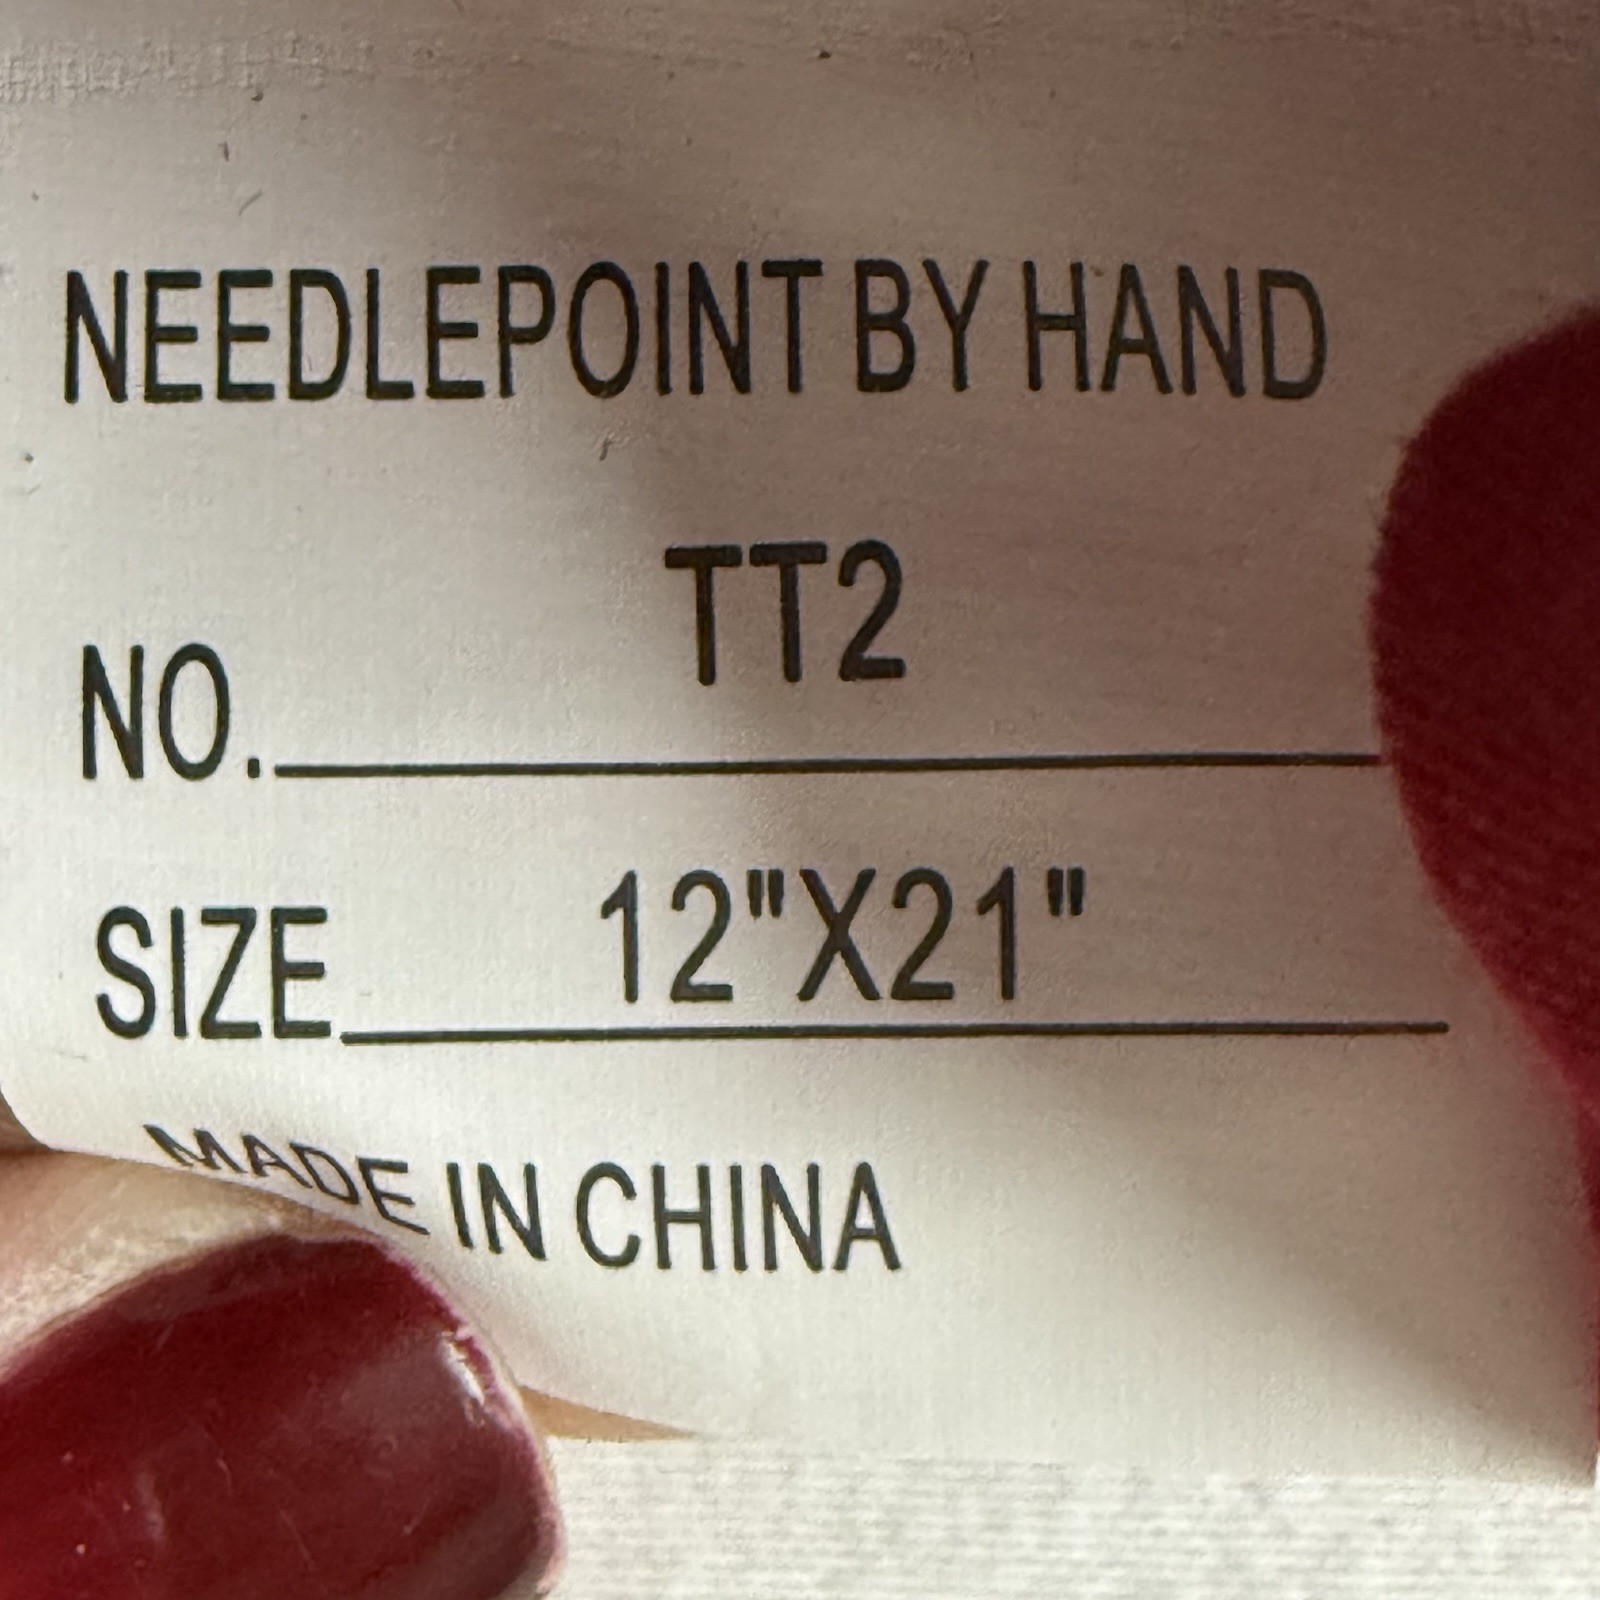 NEEDLEPOINT BY HAND
TT2
NO.
SIZE 12"X21"
MADE IN CHINA